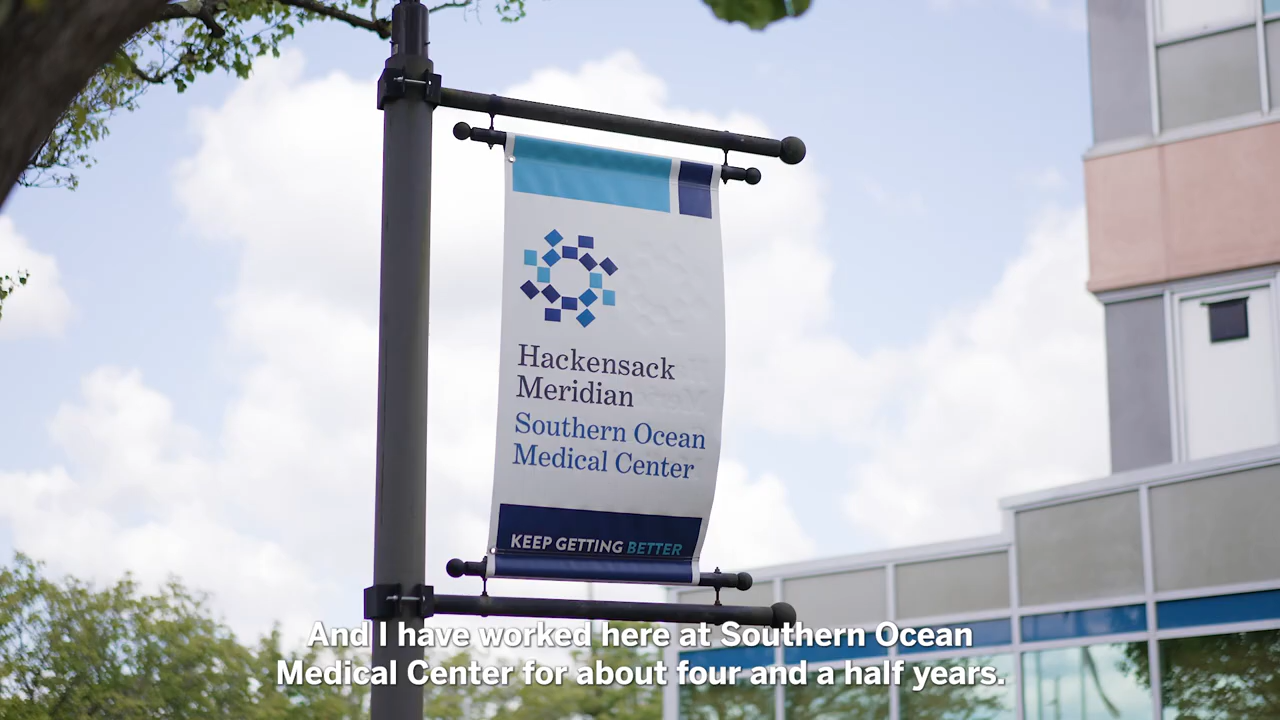 Hackensack
Meridian
Southern Ocean
Medical Center
KEEP GETTING BETTER
And I have worked here at Southern Ocean
Medical Center for about four and a half years.